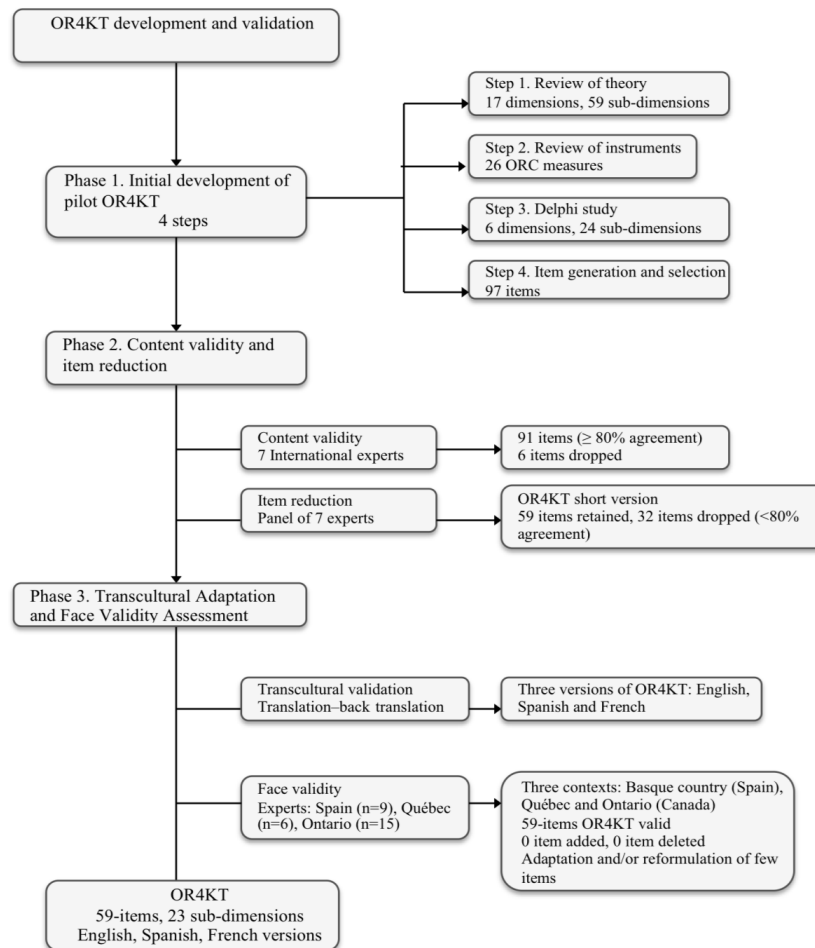 OR4KT development and validation
Step 1. Review of theory
17 dimensions, 59 sub-dimensions
Step 2. Review of instruments
26 ORC measures
Phase 1. Initial development of
pilot OR4KT
4 steps
Step 3. Delphi study
6 dimensions, 24 sub-dimensions
Step 4. Item generation and selection
97 items
Phase 2. Content validity and
item reduction
Content validity
7 International experts
91 items (≥ 80% agreement)
6 items dropped
Item reduction
Panel of 7 experts
OR4KT short version
59 items retained, 32 items dropped (<80%
agreement)
Phase 3. Transcultural Adaptation
and Face Validity Assessment
Transcultural validation
Translation–back translation
Three versions of OR4KT: English,
Spanish and French
Face validity
Experts: Spain (n=9), Québec
(n=6), Ontario (n=15)
Three contexts: Basque country (Spain),
Québec and Ontario (Canada)
59-items OR4KT valid
0 item added, 0 item deleted
Adaptation and/or reformulation of few
items
OR4KT
59-items, 23 sub-dimensions
English, Spanish, French versions